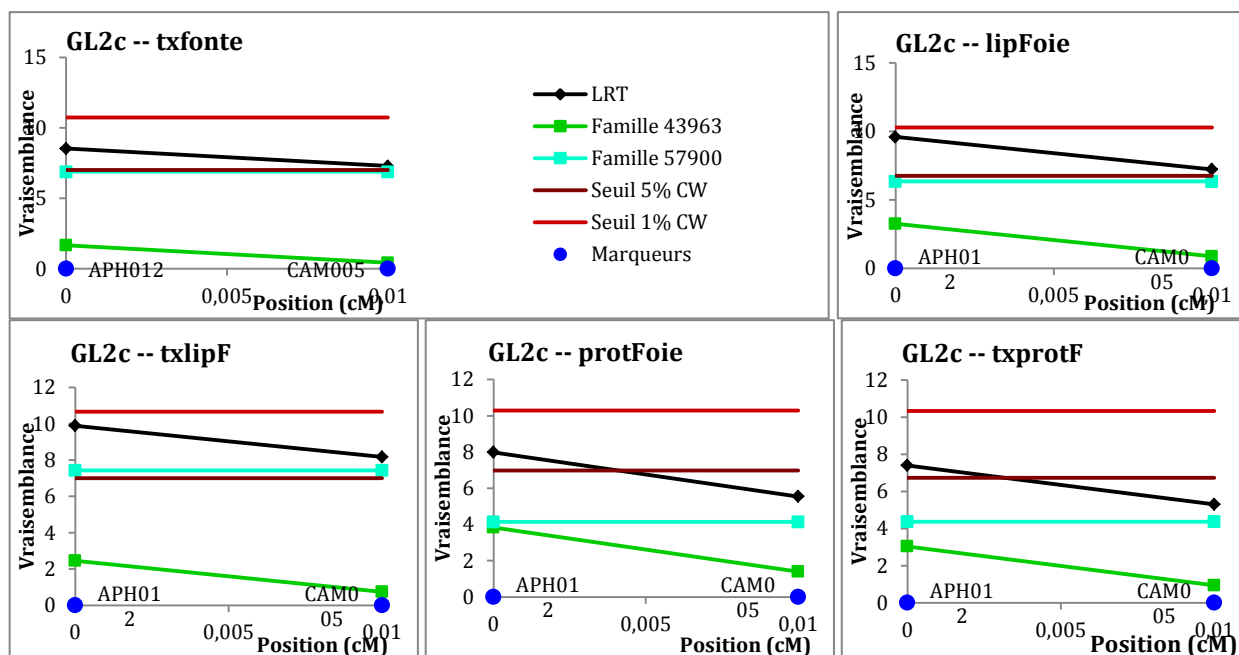 GL2c -- txfonte
15
10
5
0
Vraisemblance
APH012
CAM005
0
0,005
0,01
Position (cM)
LRT
Famille 43963
Famille 57900
Seuil 5% CW
Seuil 1% CW
Marqueurs
GL2c -- lipFoie
15
10
5
0
Vraisemblance
APH01
2
CAM0
05
0
0,005
0,01
Position (cM)
GL2c -- txlipF
12
10
8
6
4
2
0
Vraisemblance
APH01
2
CAM0
05
0
0,005
0,01
Position (cM)
GL2c -- protFoie
12
10
8
6
4
2
0
Vraisemblance
APH01
2
CAM0
05
0
0,005
0,01
Position (cM)
GL2c -- txprotF
12
10
8
6
4
2
0
Vraisemblance
APH01
2
CAM0
05
0
0,005
0,01
Position (cM)